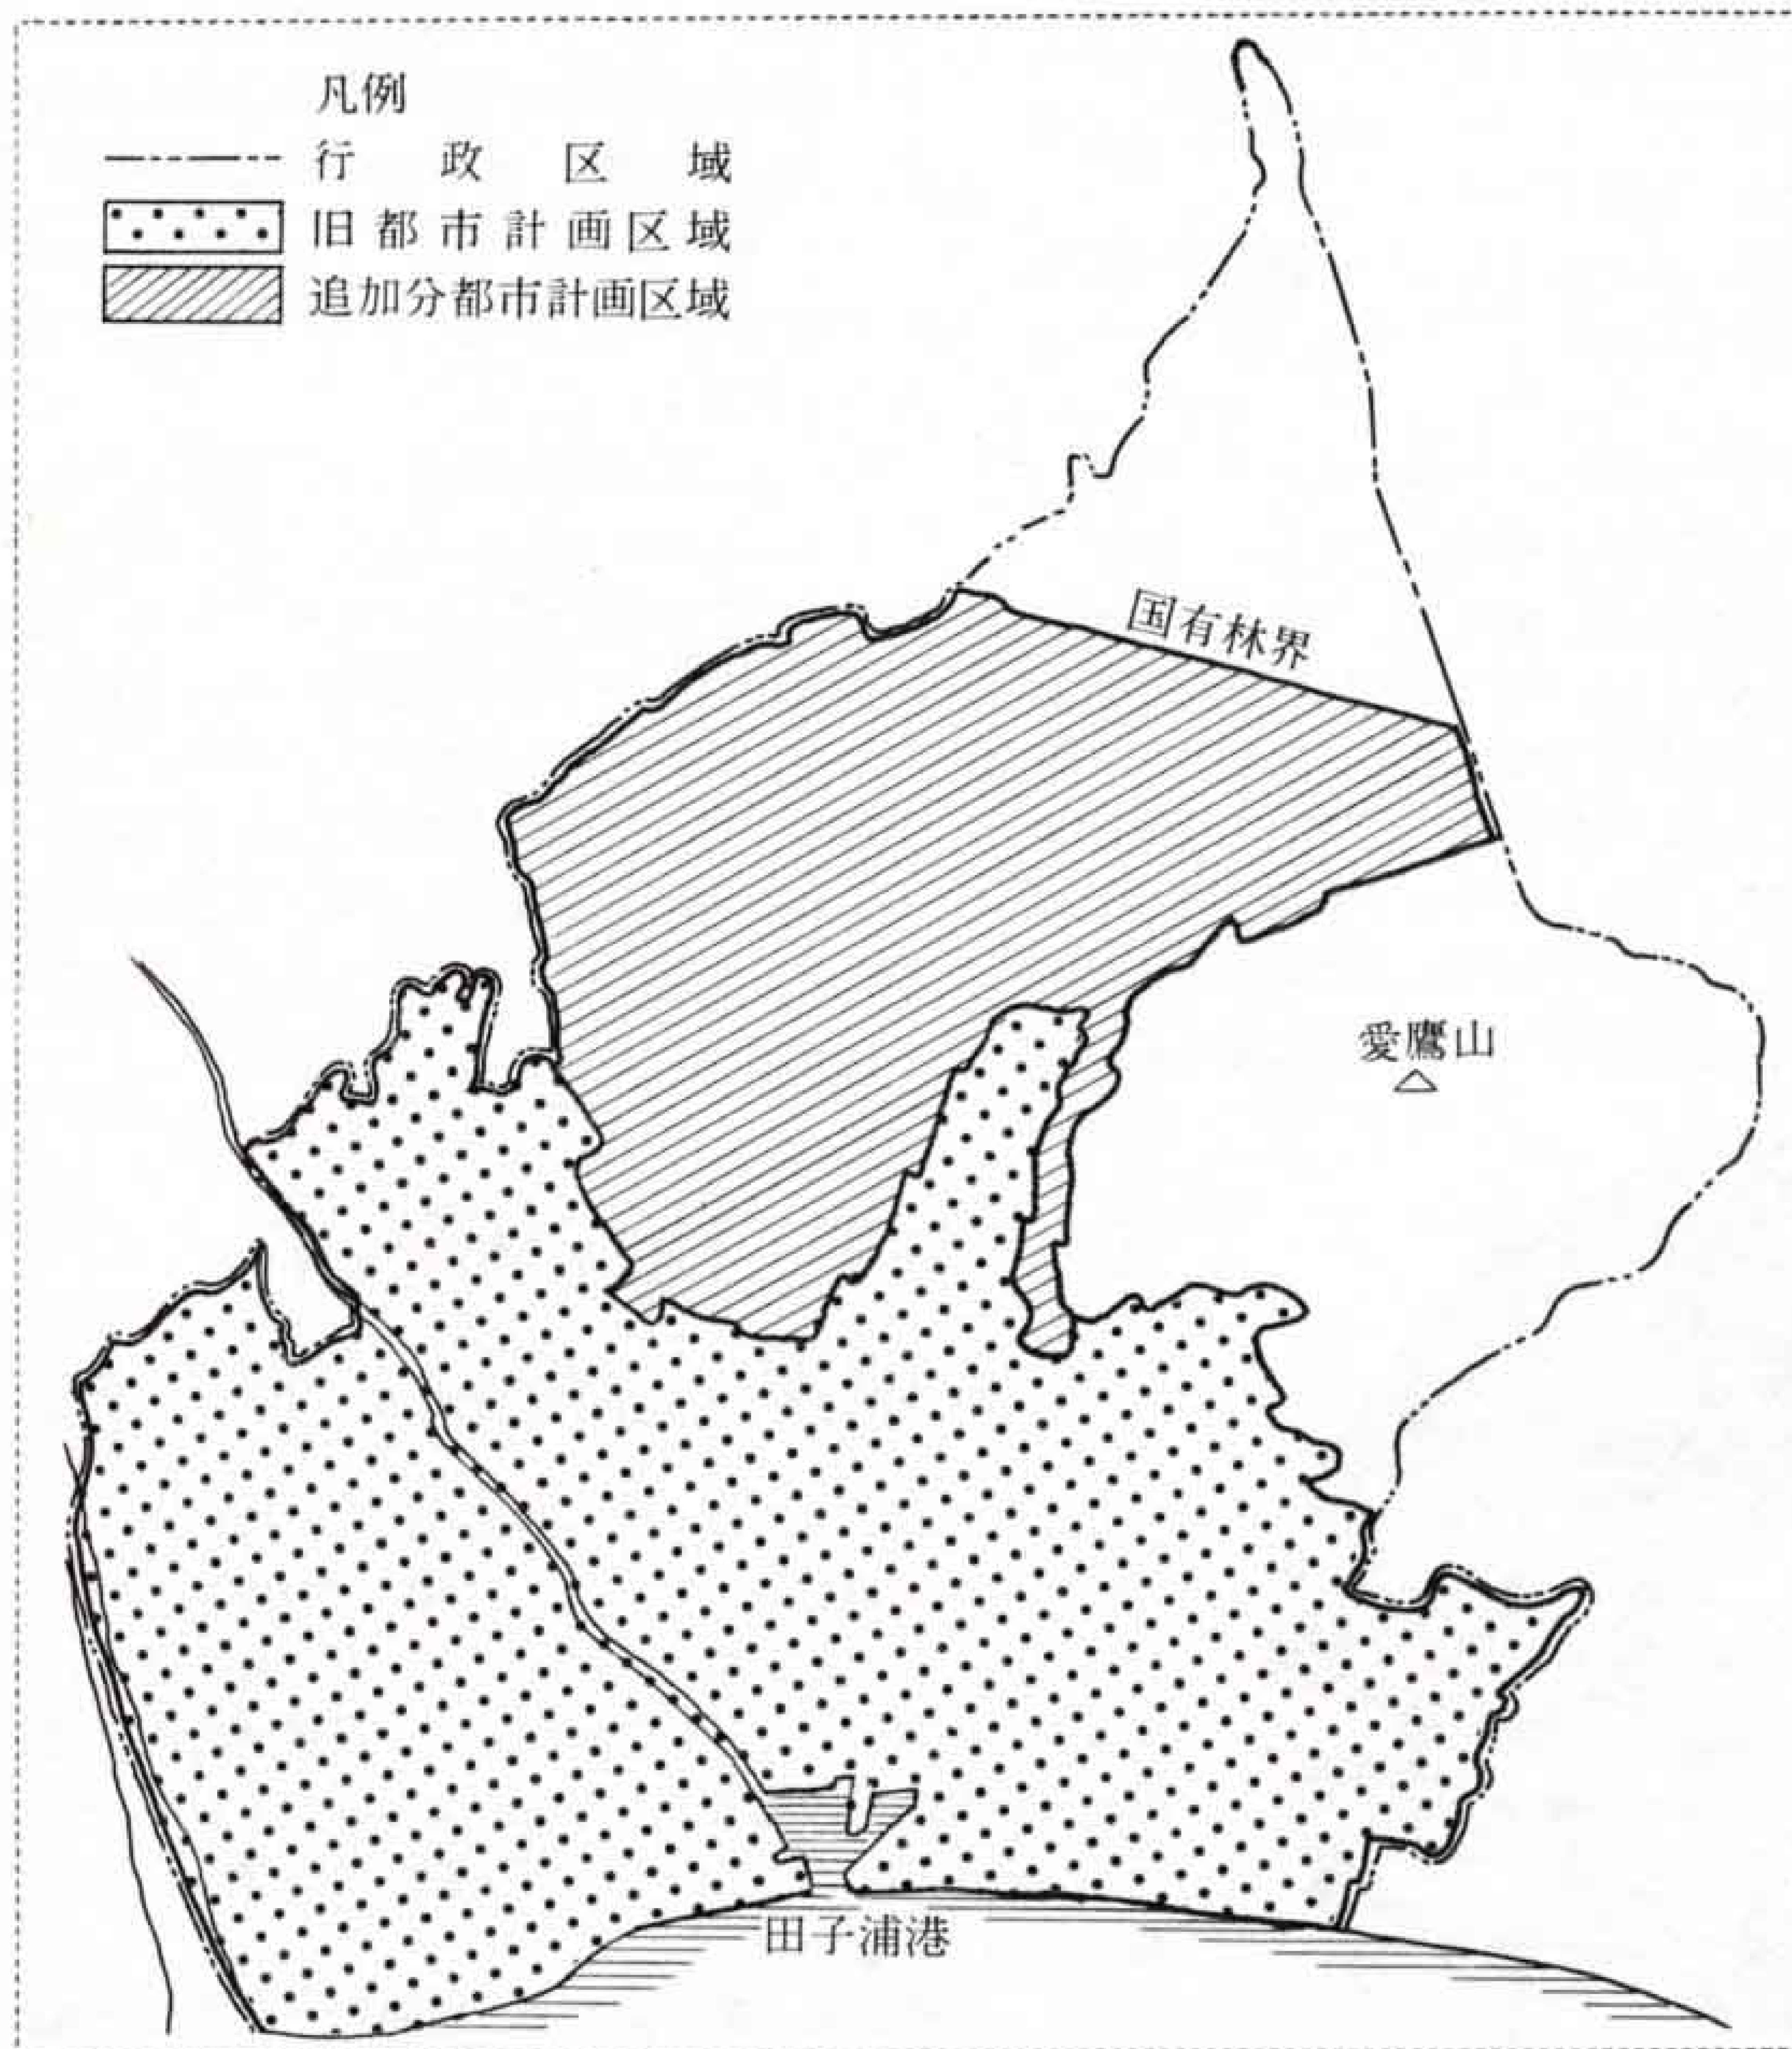 凡例
行政区域
旧都市計画区域
追加分都市計画区域
国有林界
愛鷹山
田子浦港